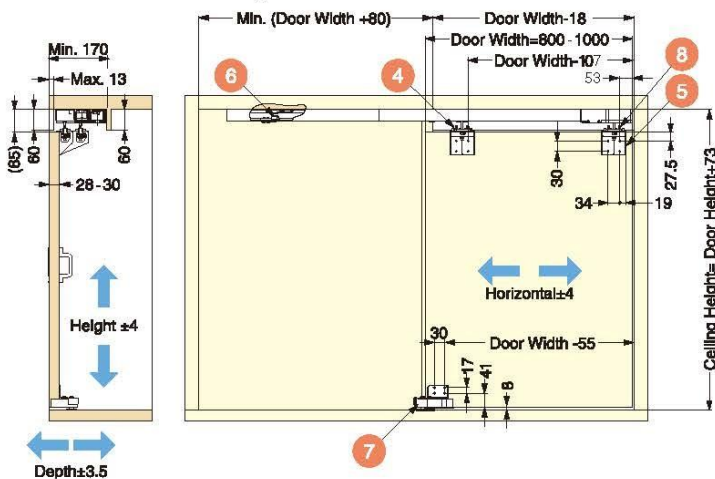 Min. (Door Width +80)
Door Width-18
Door Width=800-1000
Door Width-107
53
Min. 170
Max. 13
6
4
8
5
(65)
60
60
28-30
30
27.5
34
19
Ceiling Height= Door Height+73
Height ±4
Horizontal±4
30
Door Width -55
17
41
8
7
Depth±3.5